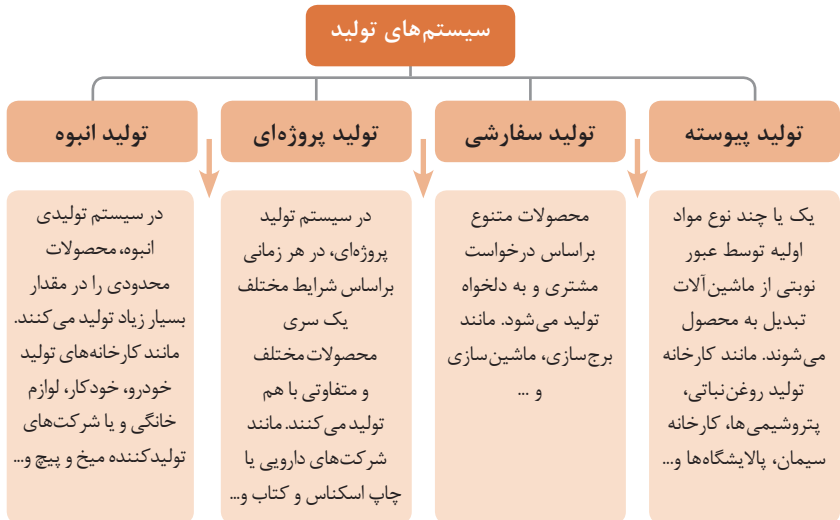 سیستم‌های تولید
تولید پیوسته
یک یا چند نوع مواد
اولیه توسط عبور
نوبتی از ماشین‌آلات
تبدیل به محصول
می‌شوند. مانند کارخانه
تولید روغن‌نباتی،
پتروشیمی‌ها، کارخانه
سیمان، پالایشگاه‌ها و...
تولید سفارشی
محصولات متنوع
براساس درخواست
مشتری و به دلخواه
تولید می‌شود. مانند
برج‌سازی، ماشین‌سازی
و ...
تولید پروژه‌ای
در سیستم تولید
پروژه‌ای، در هر زمانی
براساس شرایط مختلف
یک سری
محصولات مختلف
و متفاوتی با هم
تولید می‌کنند. مانند
شرکت‌های دارویی یا
چاپ اسکناس و کتاب و...
تولید انبوه
در سیستم تولیدی
انبوه، محصولات
محدودی را در مقدار
بسیار زیاد تولید می‌کنند.
مانند کارخانه‌های تولید
خودرو، خودکار، لوازم
خانگی و یا شرکت‌های
تولیدکننده میخ و پیچ و...